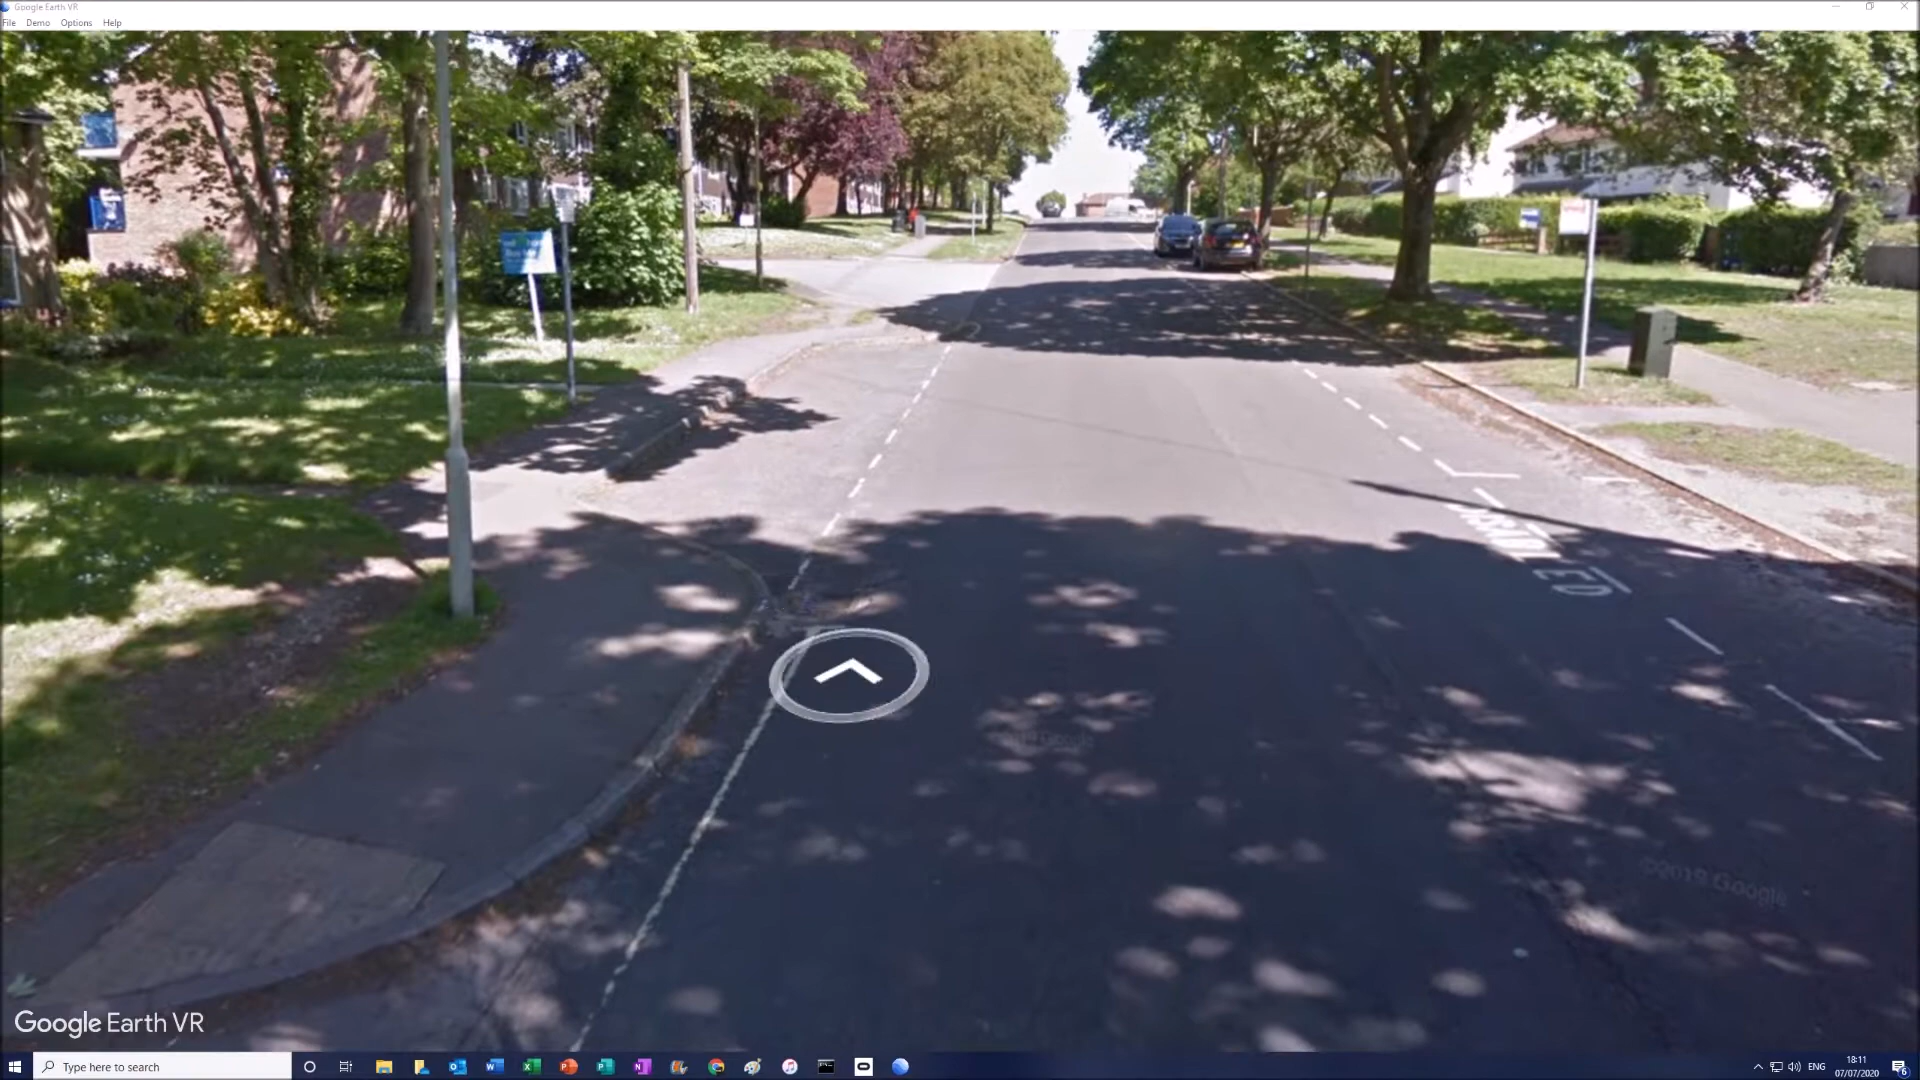 Google Earth VR
File Demo Options Help
©2019 Google
Google Earth VR
Type here to search
ENG
18:11
07/07/2020
6